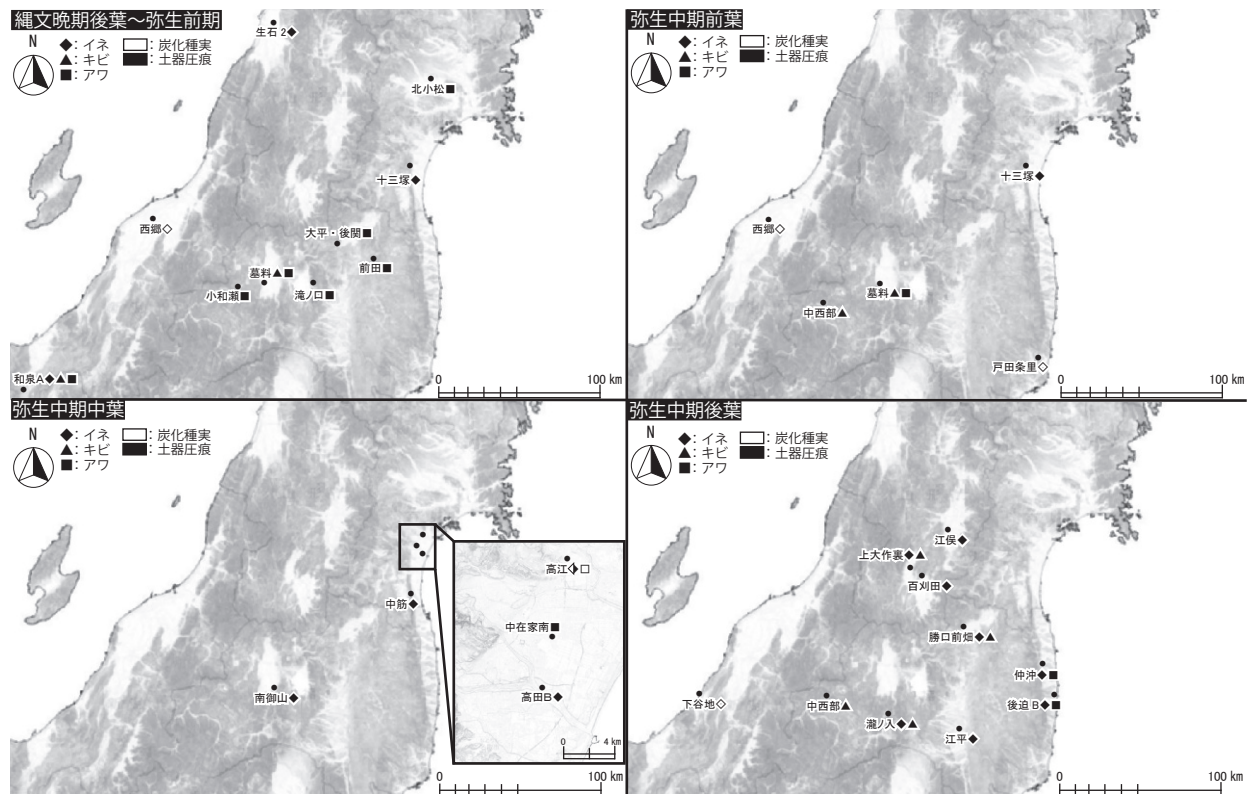 縄文晩期後葉～弥生前期
N
◆：イネ □：炭化種実
▲：キビ ■：土器圧痕
■：アワ
生石2◆
北小松■
十三塚◆
西郷◇
大平・後関■
前田■
墓料▲■
小和瀬■
滝ノ口■
和泉A◆▲■
0 100 km
弥生中期前葉
N
◆：イネ □：炭化種実
▲：キビ ■：土器圧痕
■：アワ
十三塚◆
西郷◇
墓料▲■
中西部▲
戸田条里◇
0 100 km
弥生中期中葉
N
◆：イネ □：炭化種実
▲：キビ ■：土器圧痕
■：アワ
高江◈□
中在家南■
高田B◆
0 4 km
中筋◆
南御山◆
0 100 km
弥生中期後葉
N
◆：イネ □：炭化種実
▲：キビ ■：土器圧痕
■：アワ
江俣◆
上大作裏◆▲
百刈田◆
勝口前畑◆▲
仲沖◆■
後迫B◆■
下谷地◇
中西部▲
瀧ノ入◆▲
江平◆
0 100 km